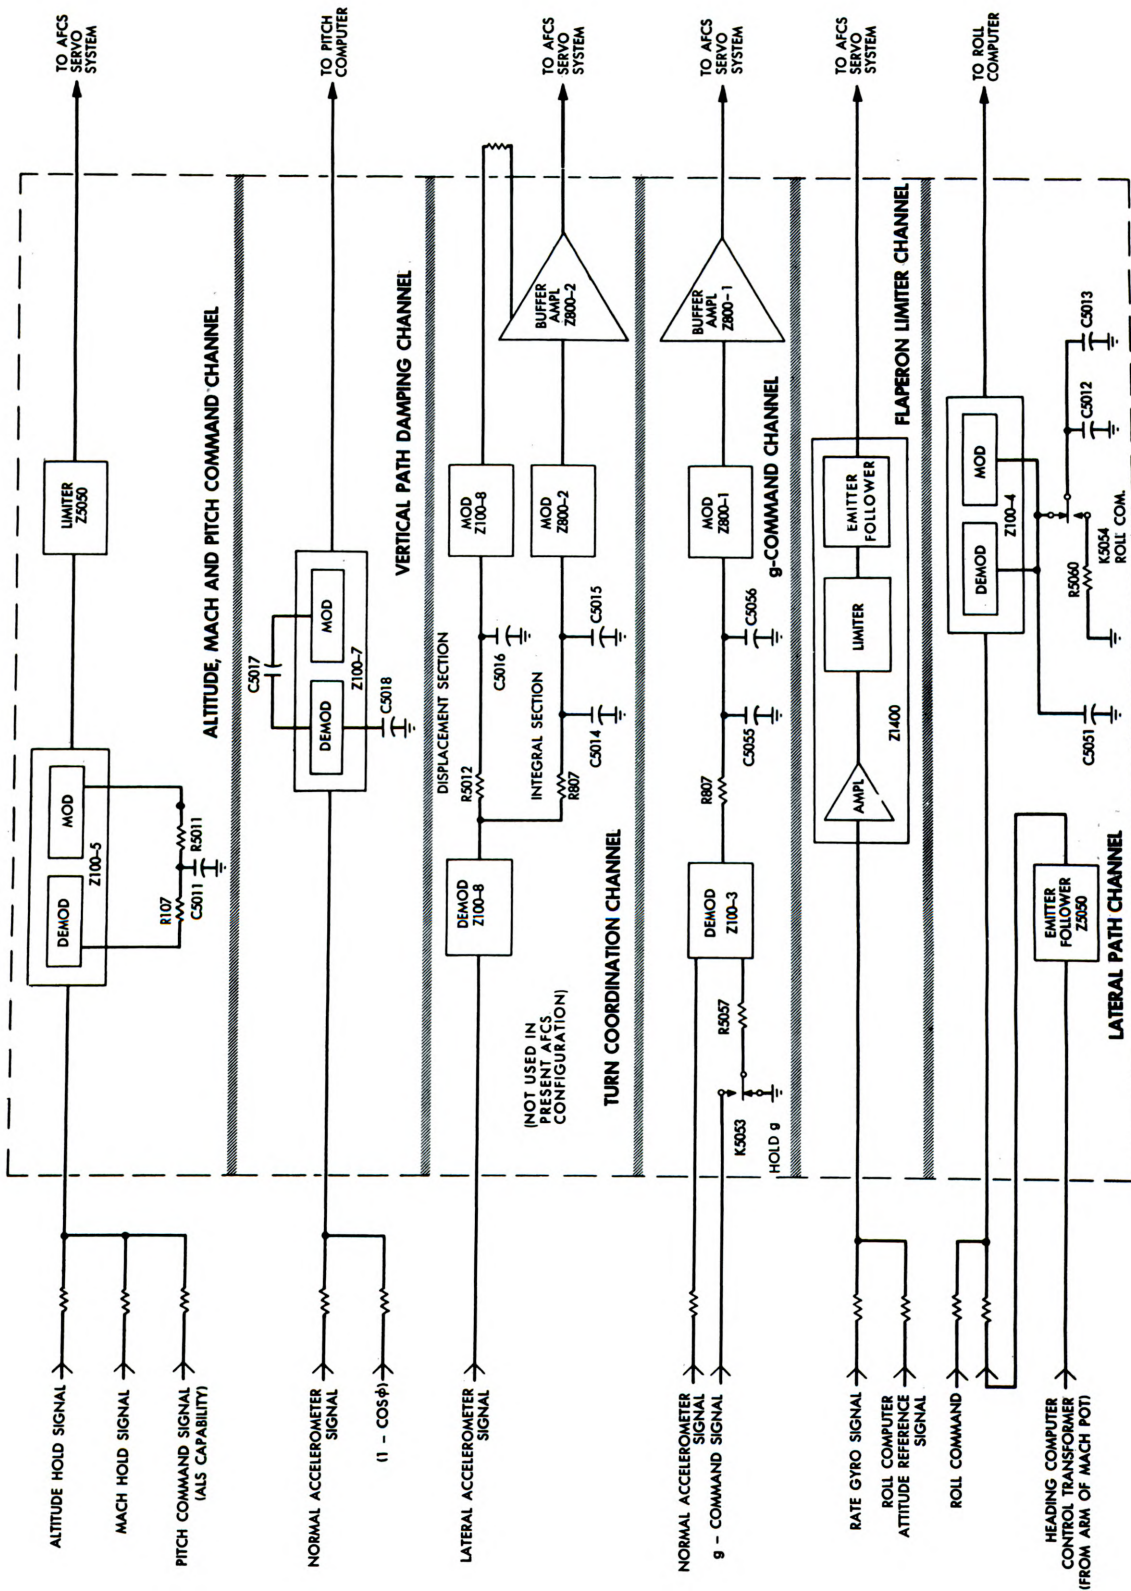 ALTITUDE HOLD SIGNAL
MACH HOLD SIGNAL
PITCH COMMAND SIGNAL
(ALS CAPABILITY)
DEMOD
MOD
Z100-5
R107
R5011
C5011
LIMITER
Z5050
TO AFCS
SERVO
SYSTEM
ALTITUDE, MACH AND PITCH COMMAND CHANNEL
NORMAL ACCELEROMETER
SIGNAL
(1 - COSϕ)
C5017
DEMOD
MOD
Z100-7
C5018
TO PITCH
COMPUTER
VERTICAL PATH DAMPING CHANNEL
LATERAL ACCELEROMETER
SIGNAL
(NOT USED IN
PRESENT AFCS
CONFIGURATION)
DEMOD
Z100-8
DISPLACEMENT SECTION
R5012
C5016
MOD
Z100-8
INTEGRAL SECTION
R807
C5014
C5015
MOD
Z800-2
BUFFER
AMPL
Z800-2
TO AFCS
SERVO
SYSTEM
TURN COORDINATION CHANNEL
NORMAL ACCELEROMETER
SIGNAL
g - COMMAND SIGNAL
K5053
HOLD g
R5057
DEMOD
Z100-3
R807
C5055
C5056
MOD
Z800-1
BUFFER
AMPL
Z800-1
TO AFCS
SERVO
SYSTEM
g-COMMAND CHANNEL
RATE GYRO SIGNAL
ROLL COMPUTER
ATTITUDE REFERENCE
SIGNAL
AMPL
LIMITER
EMITTER
FOLLOWER
Z1400
TO AFCS
SERVO
SYSTEM
FLAPERON LIMITER CHANNEL
ROLL COMMAND
HEADING COMPUTER
CONTROL TRANSFORMER
(FROM ARM OF MACH POT)
EMITTER
FOLLOWER
Z5050
DEMOD
MOD
Z100-4
C5051
R5060
K5054
ROLL COM.
C5012
C5013
TO ROLL
COMPUTER
LATERAL PATH CHANNEL